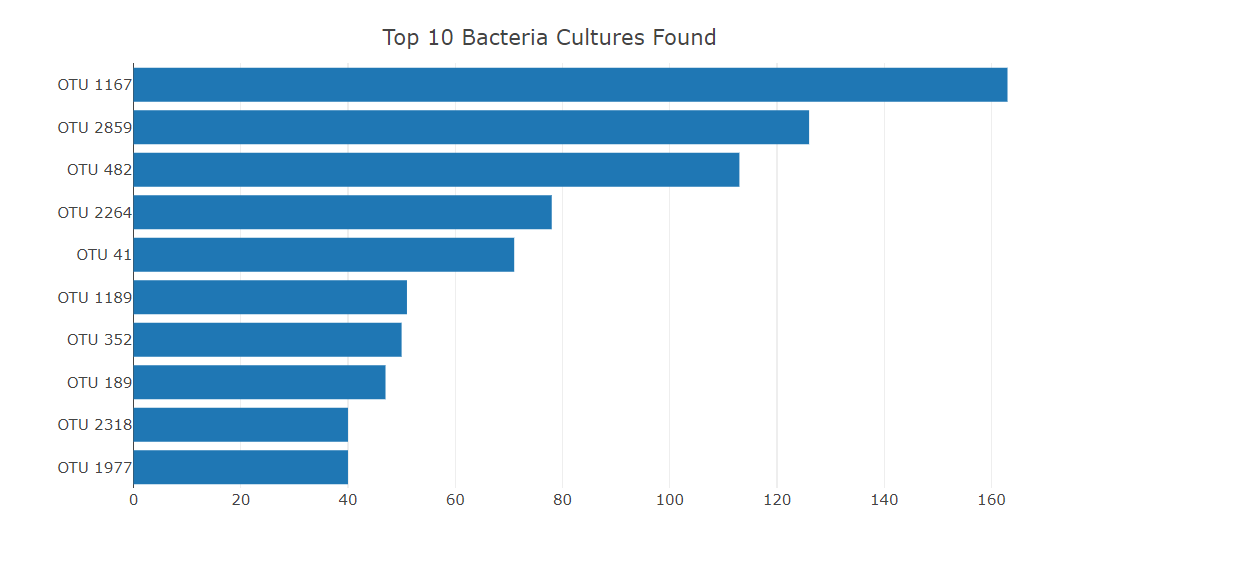 Top 10 Bacteria Cultures Found
OTU 1167
OTU 2859
OTU 482
OTU 2264
OTU 41
OTU 1189
OTU 352
OTU 189
OTU 2318
OTU 1977
0 20 40 60 80 100 120 140 160